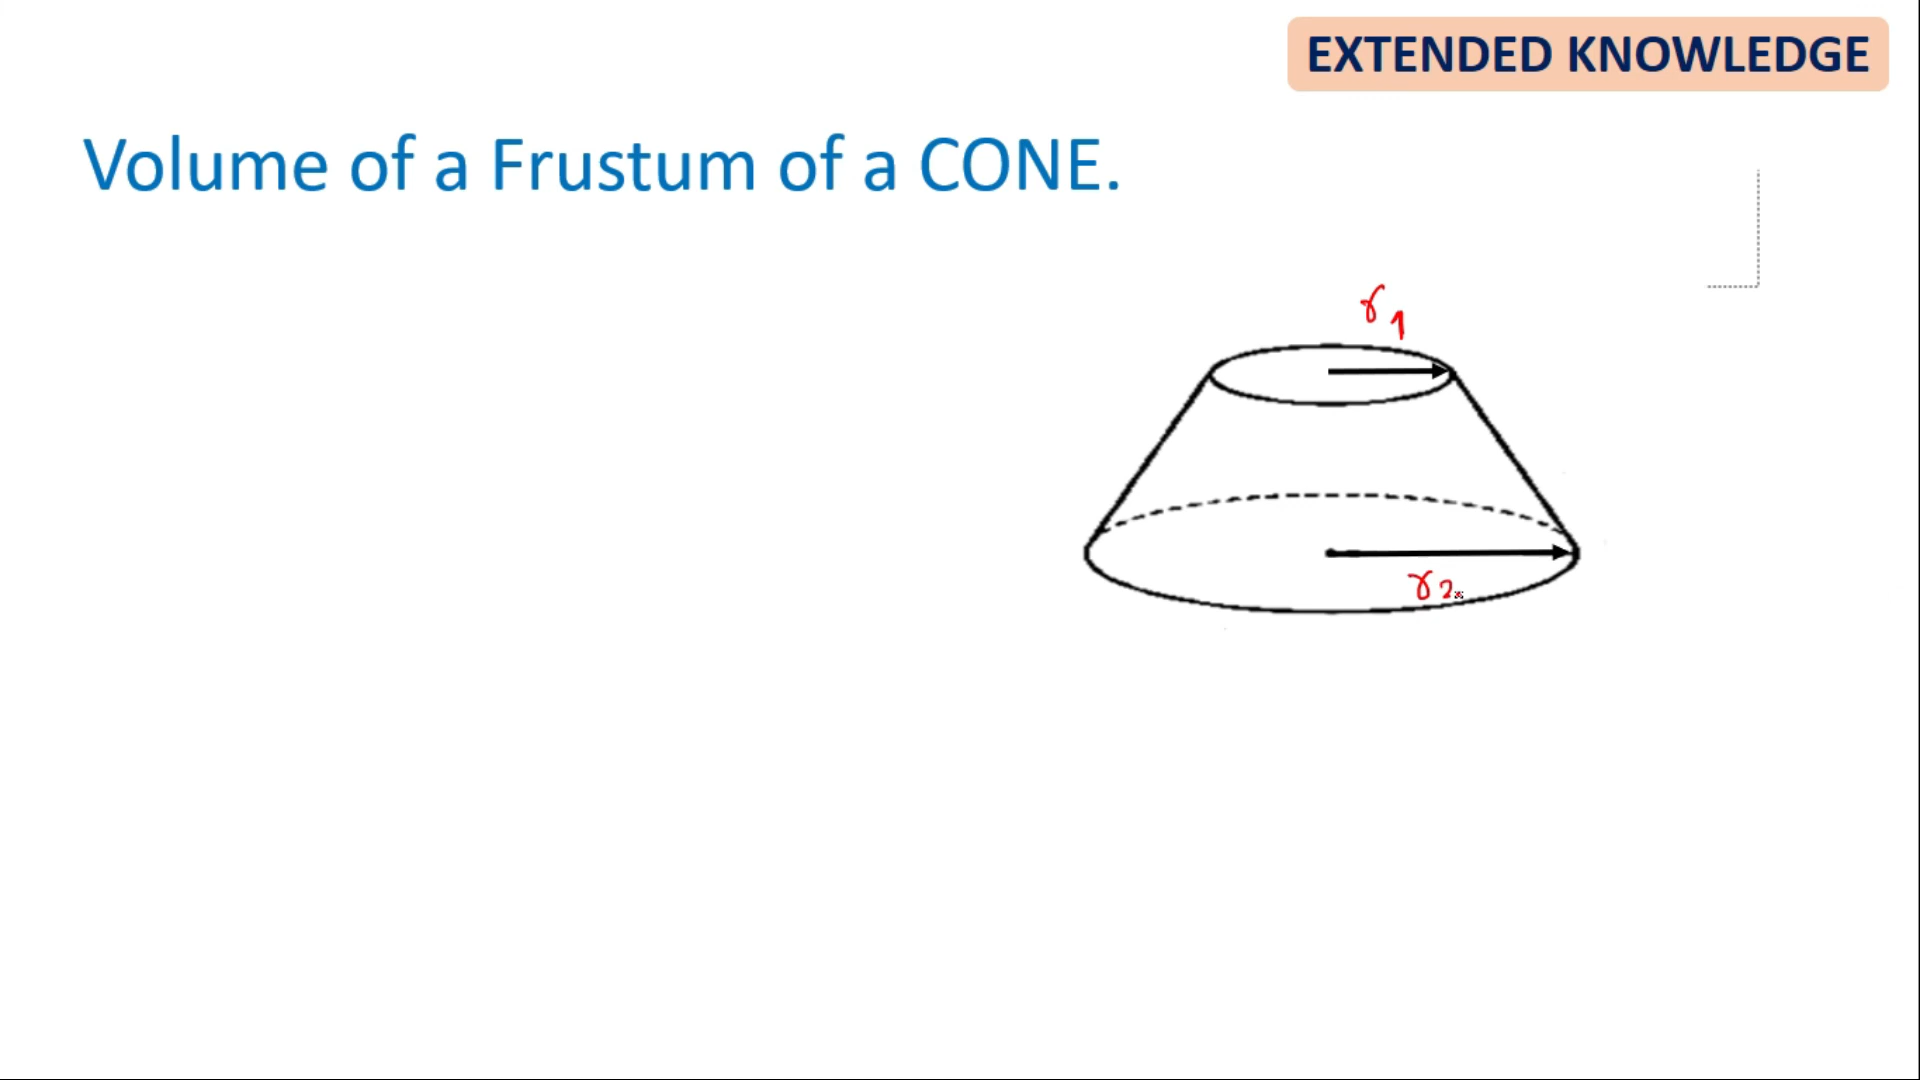 EXTENDED KNOWLEDGE
Volume of a Frustum of a CONE.
r1
r2